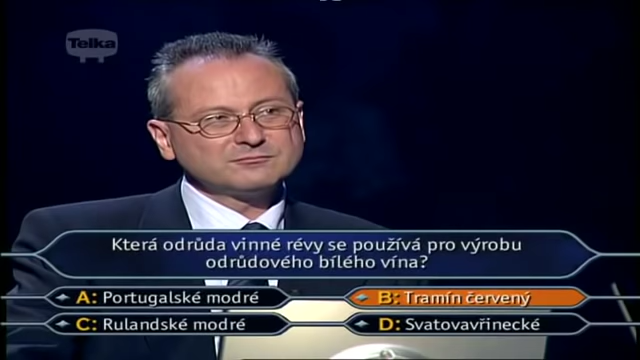 Telka
Která odrůda vinné révy se používá pro výrobu
odrůdového bílého vína?
A: Portugalské modré
B: Tramín červený
C: Rulandské modré
D: Svatovavřinecké